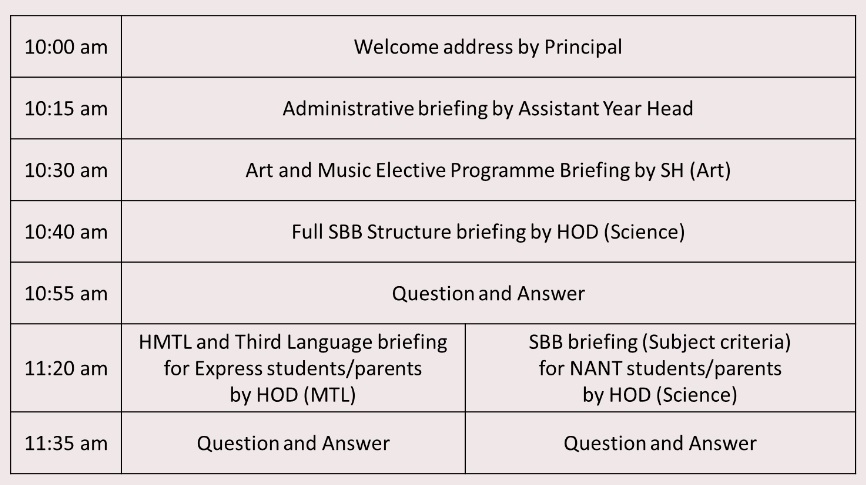 10:00 am Welcome address by Principal
10:15 am Administrative briefing by Assistant Year Head
10:30 am Art and Music Elective Programme Briefing by SH (Art)
10:40 am Full SBB Structure briefing by HOD (Science)
10:55 am Question and Answer
11:20 am
HMTL and Third Language briefing
for Express students/parents
by HOD (MTL)
SBB briefing (Subject criteria)
for NANT students/parents
by HOD (Science)
11:35 am Question and Answer Question and Answer